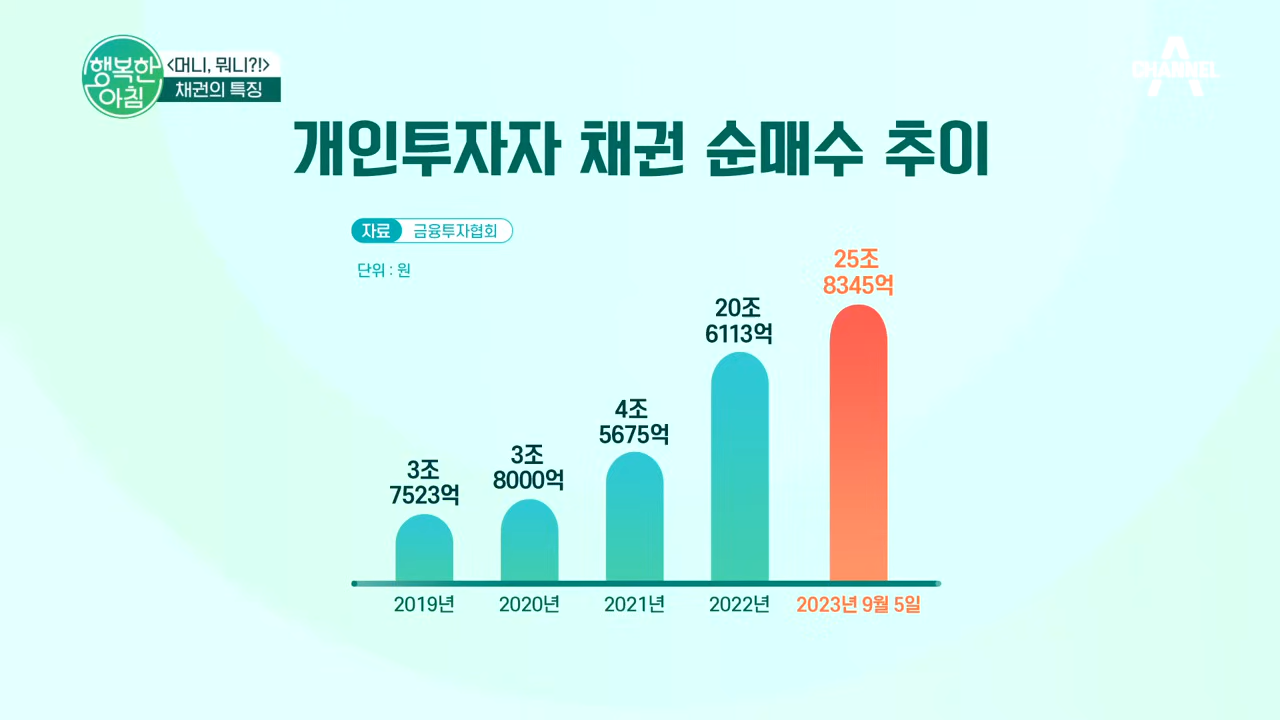 행복한
아침
<머니, 뭐니?!>
채권의 특징
CHANNEL A
개인투자자 채권 순매수 추이
자료 금융투자협회
단위 : 원
3조
7523억
3조
8000억
4조
5675억
20조
6113억
25조
8345억
2019년 2020년 2021년 2022년 2023년 9월 5일